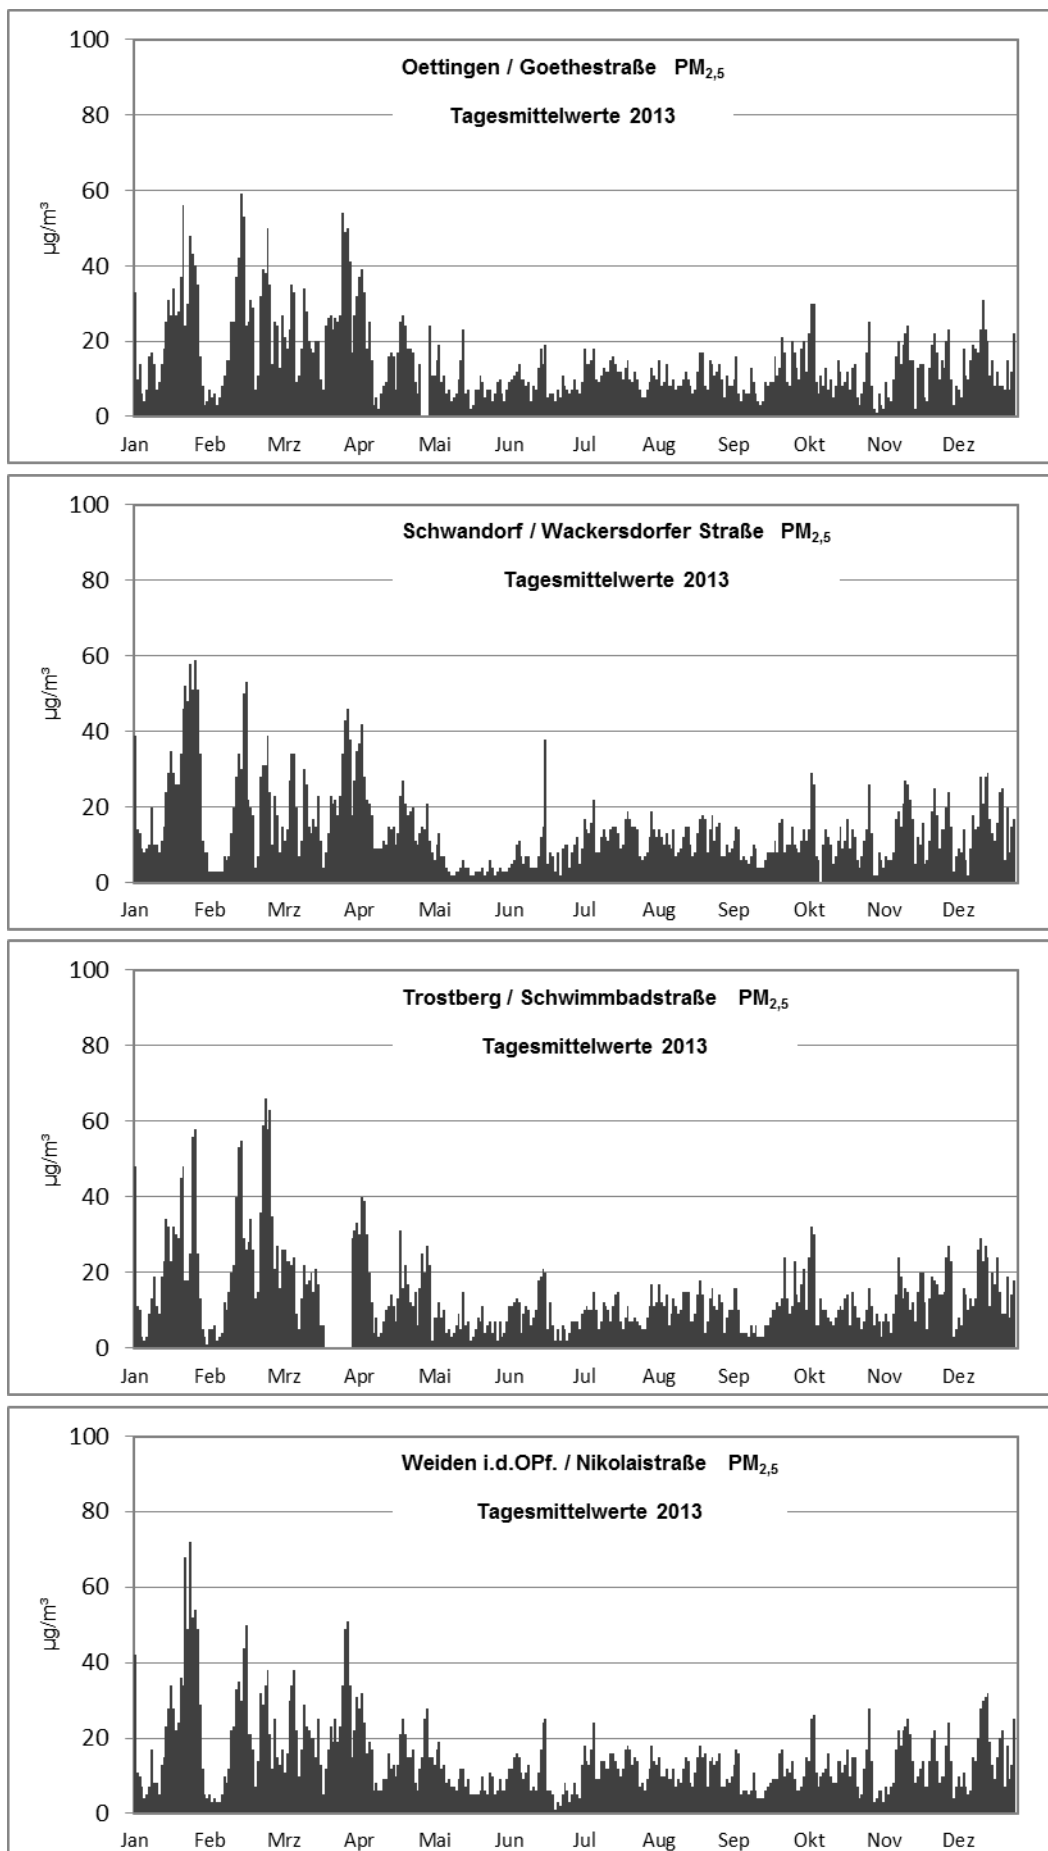 100
Oettingen / Goethestraße PM2,5
80
Tagesmittelwerte 2013
60
µg/m³
40
20
0
Jan Feb Mrz Apr Mai Jun Jul Aug Sep Okt Nov Dez
100
Schwandorf / Wackersdorfer Straße PM2,5
80
Tagesmittelwerte 2013
60
µg/m³
40
20
0
Jan Feb Mrz Apr Mai Jun Jul Aug Sep Okt Nov Dez
100
Trostberg / Schwimmbadstraße PM2,5
80
Tagesmittelwerte 2013
60
µg/m³
40
20
0
Jan Feb Mrz Apr Mai Jun Jul Aug Sep Okt Nov Dez
100
Weiden i.d.OPf. / Nikolaistraße PM2,5
80
Tagesmittelwerte 2013
60
µg/m³
40
20
0
Jan Feb Mrz Apr Mai Jun Jul Aug Sep Okt Nov Dez